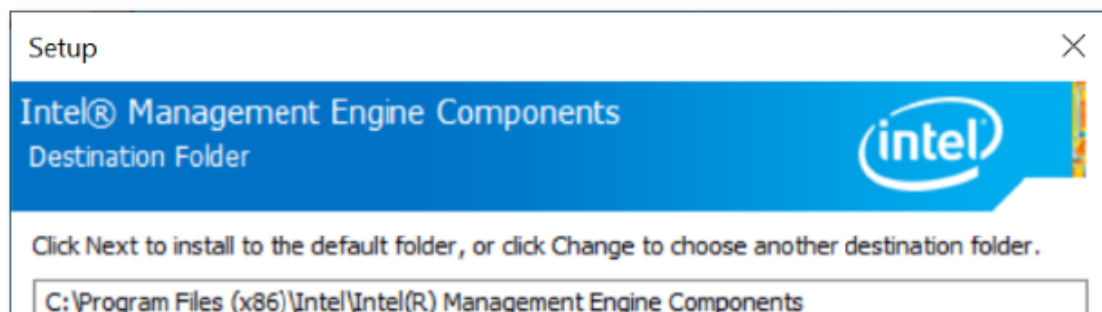 Setup
Intel® Management Engine Components
Destination Folder
intel
Click Next to install to the default folder, or click Change to choose another destination folder.
C:\Program Files (x86)\Intel\Intel(R) Management Engine Components